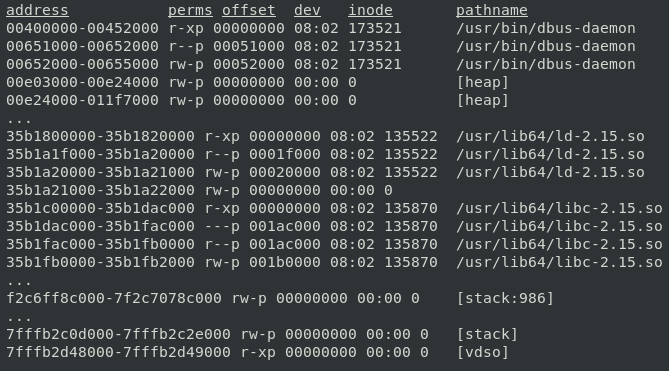 address perms offset dev inode pathname
00400000-00452000 r-xp 00000000 08:02 173521 /usr/bin/dbus-daemon
00651000-00652000 r--p 00051000 08:02 173521 /usr/bin/dbus-daemon
00652000-00655000 rw-p 00052000 08:02 173521 /usr/bin/dbus-daemon
00e03000-00e24000 rw-p 00000000 00:00 0 [heap]
00e24000-011f7000 rw-p 00000000 00:00 0 [heap]
...
35b1800000-35b1820000 r-xp 00000000 08:02 135522 /usr/lib64/ld-2.15.so
35b1a1f000-35b1a20000 r--p 0001f000 08:02 135522 /usr/lib64/ld-2.15.so
35b1a20000-35b1a21000 rw-p 00020000 08:02 135522 /usr/lib64/ld-2.15.so
35b1a21000-35b1a22000 rw-p 00000000 00:00 0
35b1c00000-35b1dac000 r-xp 00000000 08:02 135870 /usr/lib64/libc-2.15.so
35b1dac000-35b1fac000 ---p 001ac000 08:02 135870 /usr/lib64/libc-2.15.so
35b1fac000-35b1fb0000 r--p 001ac000 08:02 135870 /usr/lib64/libc-2.15.so
35b1fb0000-35b1fb2000 rw-p 001b0000 08:02 135870 /usr/lib64/libc-2.15.so
...
f2c6ff8c000-7f2c7078c000 rw-p 00000000 00:00 0 [stack:986]
...
7fffb2c0d000-7fffb2c2e000 rw-p 00000000 00:00 0 [stack]
7fffb2d48000-7fffb2d49000 r-xp 00000000 00:00 0 [vdso]